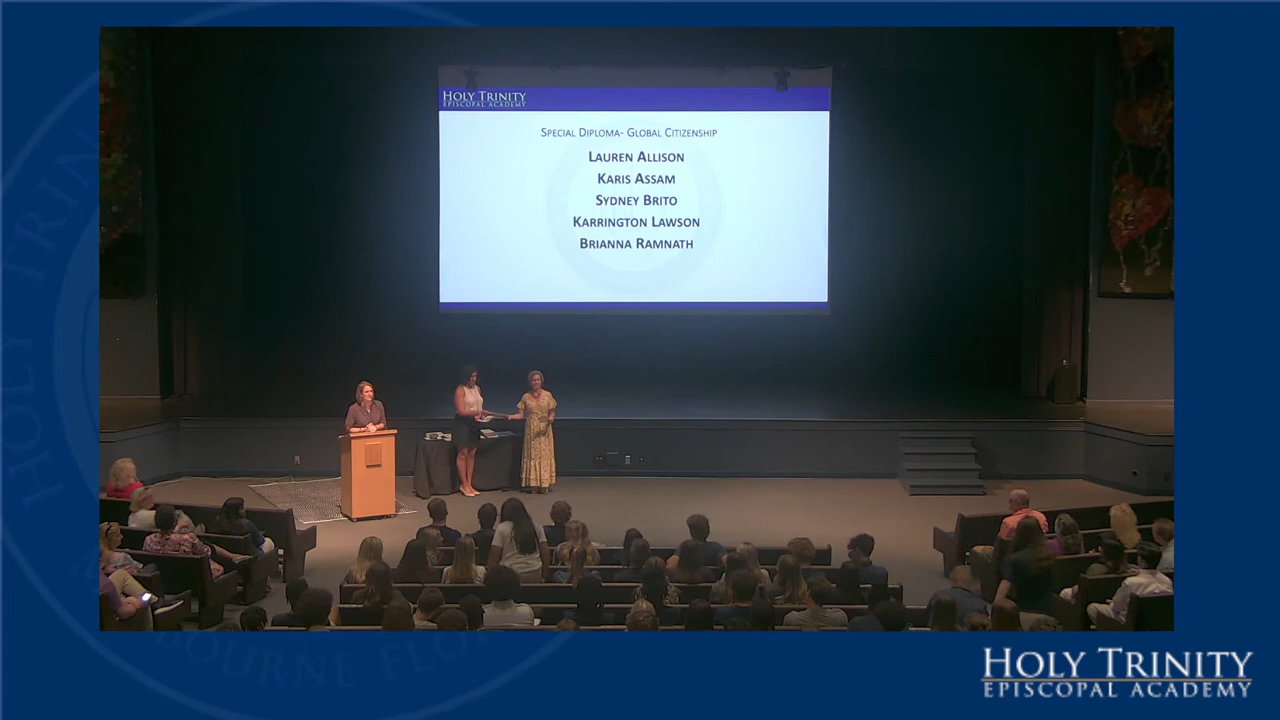 HOLY TRINITY
EPISCOPAL ACADEMY
SPECIAL DIPLOMA- GLOBAL CITIZENSHIP
LAUREN ALLISON
KARIS ASSAM
SYDNEY BRITO
KARRINGTON LAWSON
BRIANNA RAMNATH
HOLY TRINITY
EPISCOPAL ACADEMY